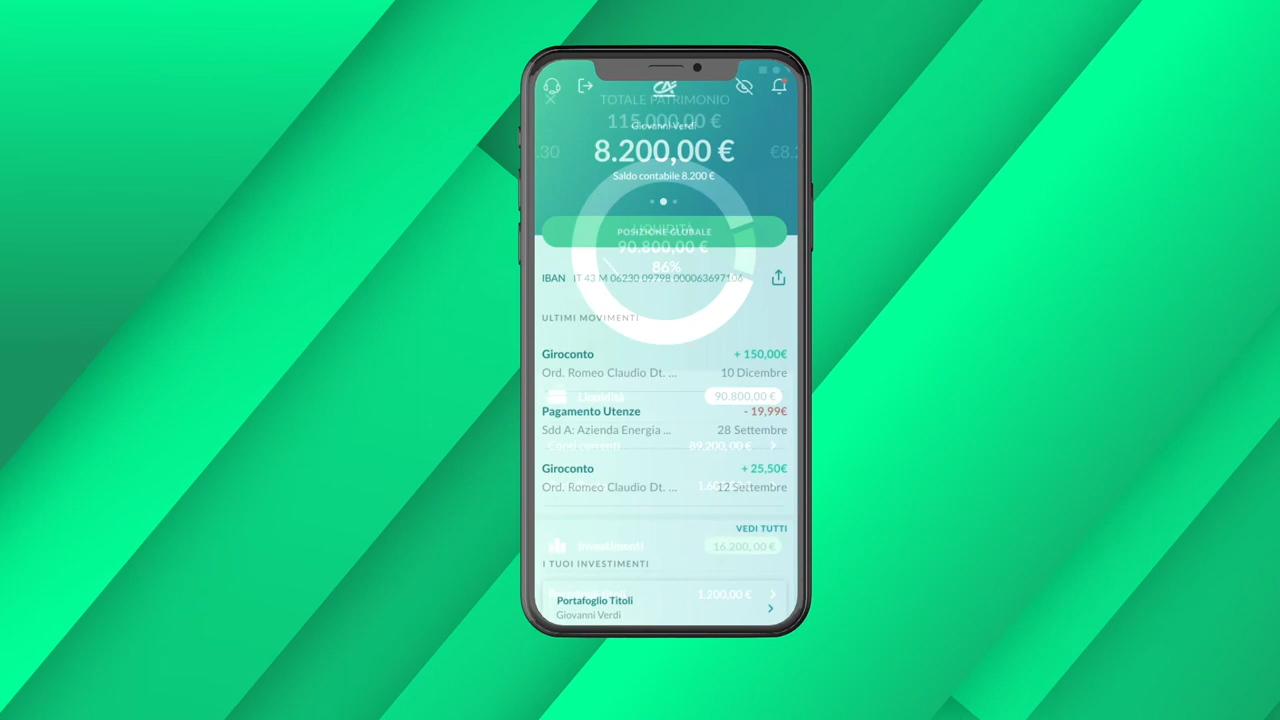 TOTALE PATRIMONIO
115.000,00 €
Giovanni Verdi
.30
8.200,00 €
€8.
Saldo contabile 8.200 €
POSIZIONE GLOBALE
LIQUIDITÀ
90.800,00 €
86%
IBAN IT 43 M 06230 09798 000063697106
ULTIMI MOVIMENTI
Giroconto + 150,00€
Ord. Romeo Claudio Dt. ... 10 Dicembre
Liquidità 90.800,00 €
Pagamento Utenze - 19,99€
Sdd A: Azienda Energia ... 28 Settembre
Conti correnti 89.200,00 €
Giroconto + 25,50€
Ord. Romeo Claudio Dt. ... 12 Settembre
VEDI TUTTI
Investimenti 16.200,00 €
I TUOI INVESTIMENTI
1.200,00 €
Portafoglio Titoli
Giovanni Verdi